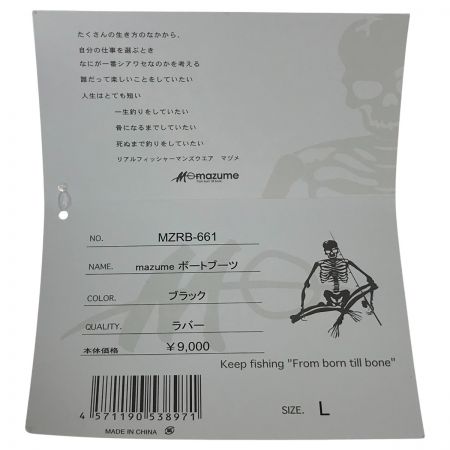 たくさんの生き方のなかから、
自分の仕事を選ぶとき
なにが一番シアワセなのかを考える
誰だって楽しいことをしていたい
人生はとても短い
一生釣りをしていたい
骨になるまでしていたい
死ぬまで釣りをしていたい
リアルフィッシャーマンズウエア マヅメ
mazume
NO. MZRB-661
NAME. mazume ボートブーツ
COLOR. ブラック
QUALITY. ラバー
本体価格 ￥9,000
Keep fishing "From born till bone"
4 571190 538971
SIZE. L
MADE IN CHINA